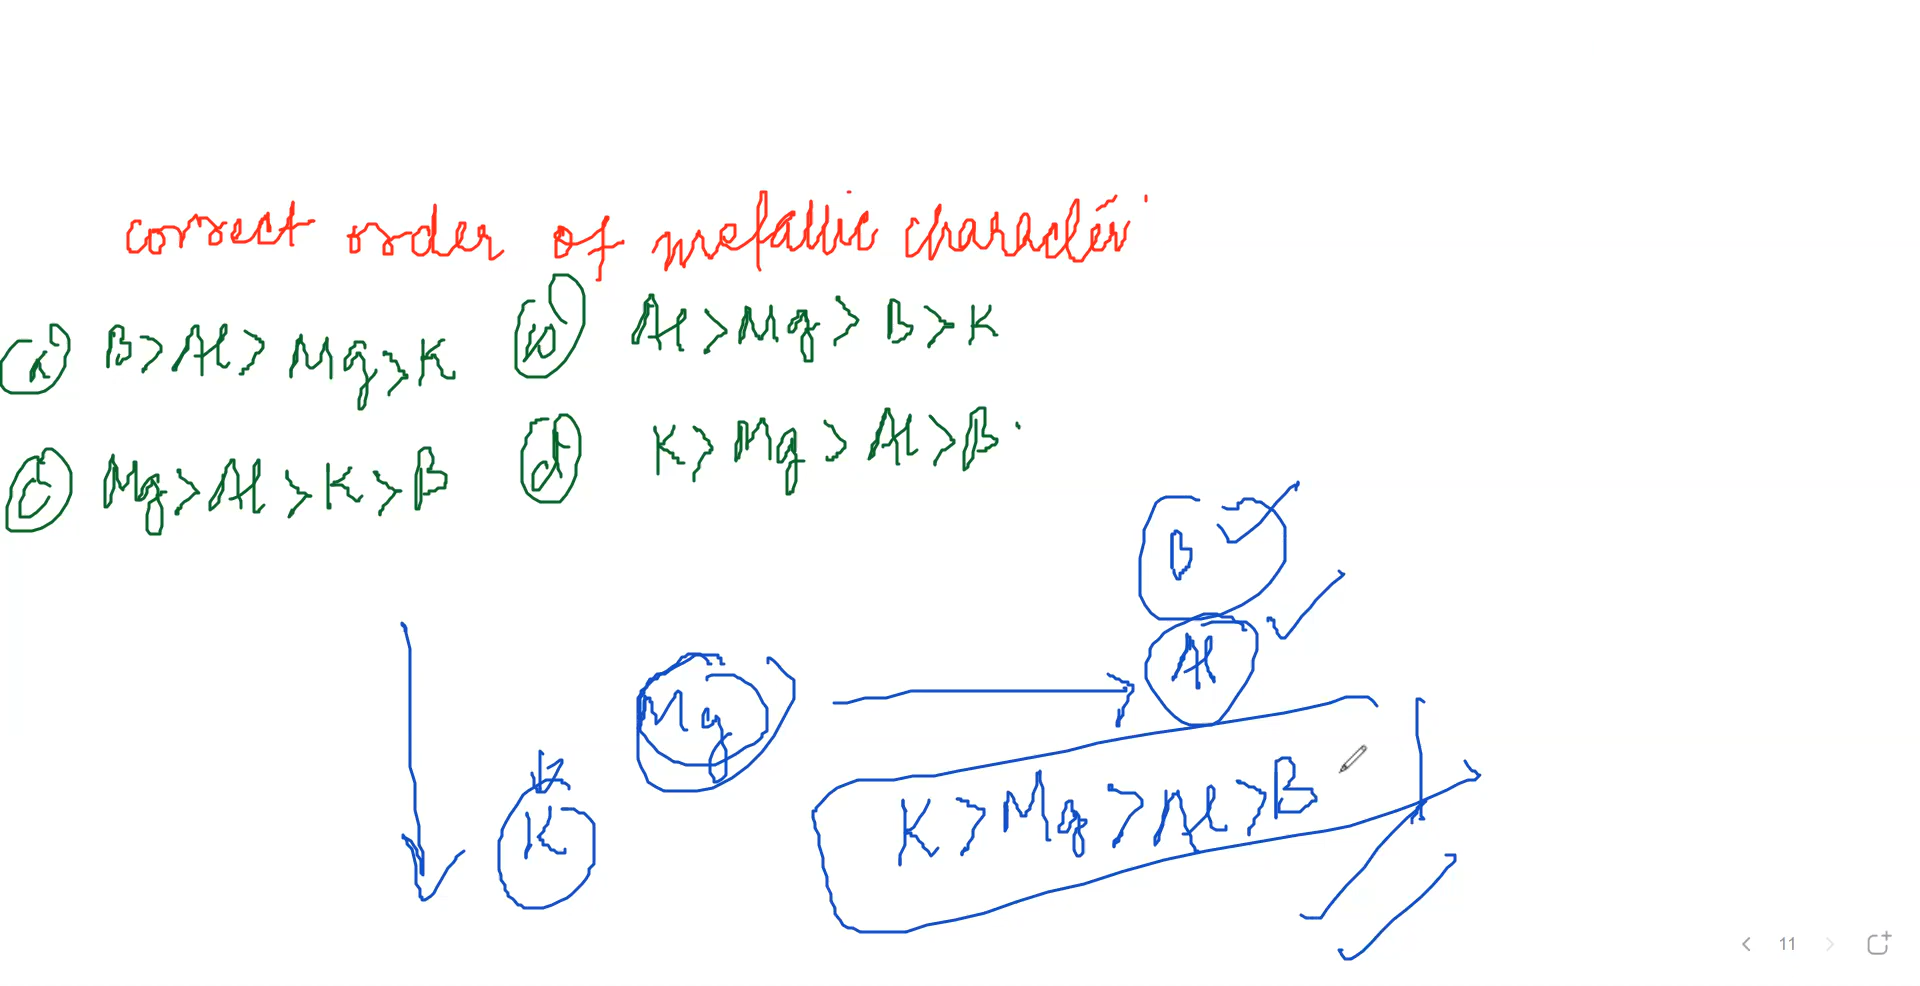 correct order of metallic character
(a) B > Al > Mg > K (b) Al > Mg > B > K
(c) Mg > Al > K > B (d) K > Mg > Al > B.
B
Al
Mg
K
K
K > Mg > Al > B
11